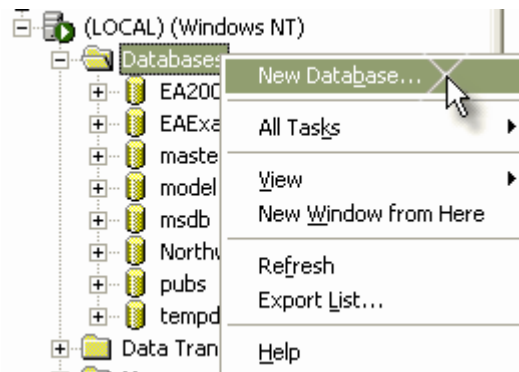 (LOCAL) (Windows NT)
Databases
New Database...
EA200
EAExa
All Tasks
maste
model
View
msdb
New Window from Here
North
Refresh
pubs
Export List...
tempd
Data Tran
Help